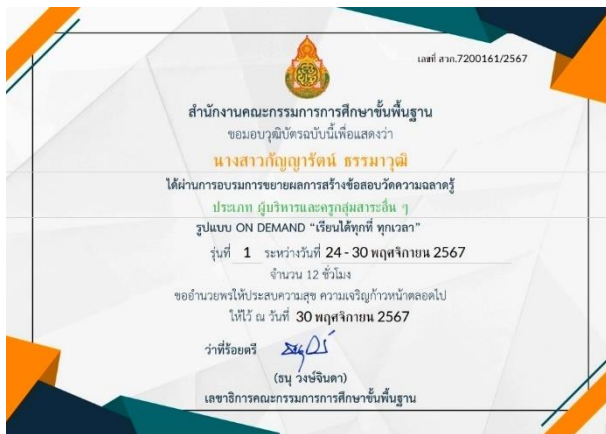 เลขที่ สวก.7200161/2567
สำนักงานคณะกรรมการการศึกษาขั้นพื้นฐาน
ขอมอบวุฒิบัตรฉบับนี้เพื่อแสดงว่า
นางสาวกัญญารัตน์ ธรรมาวุฒิ
ได้ผ่านการอบรมการขยายผลการสร้างข้อสอบวัดความฉลาดรู้
ประเภท ผู้บริหารและครูกลุ่มสาระอื่น ๆ
รูปแบบ ON DEMAND “เรียนได้ทุกที่ ทุกเวลา”
รุ่นที่ 1 ระหว่างวันที่ 24 - 30 พฤศจิกายน 2567
จำนวน 12 ชั่วโมง
ขออำนวยพรให้ประสบความสุข ความเจริญก้าวหน้าตลอดไป
ให้ไว้ ณ วันที่ 30 พฤศจิกายน 2567
ว่าที่ร้อยตรี
(ธนุ วงษ์จินดา)
เลขาธิการคณะกรรมการการศึกษาขั้นพื้นฐาน